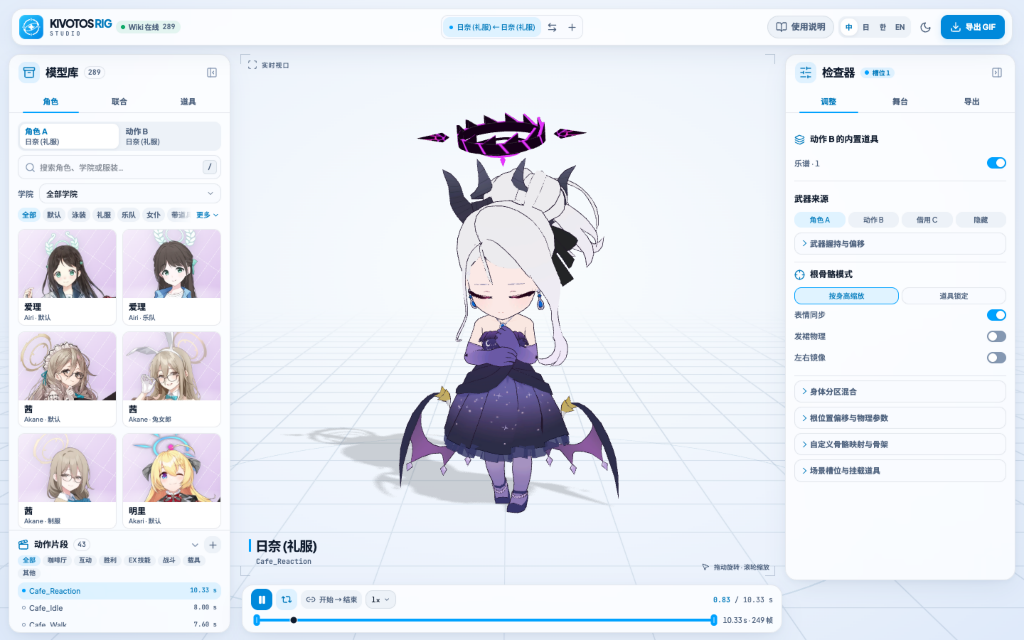 KIVOTOSRIG
STUDIO
Wiki 在线 289
日奈 (礼服) ← 日奈 (礼服)
使用说明
中 日 한 EN
导出 GIF
模型库 289
角色 联合 道具
角色 A
日奈 (礼服)
动作 B
日奈 (礼服)
搜索角色、学院或服装…
/
学院 全部学院
全部 默认 泳装 礼服 乐队 女仆 更多
爱理
Airi · 默认
爱理
Airi · 乐队
茜
Akane · 默认
茜
Akane · 兔女郎
茜
Akane · 制服
明里
Akari · 默认
动作片段 43
全部 咖啡厅 互动 胜利 EX 技能 战斗 载具
其他
Cafe_Reaction 10.33 s
Cafe_Idle 8.00 s
Cafe_Walk 7.60 s
实时视口
日奈 (礼服)
Cafe_Reaction
拖动旋转 · 滚轮缩放
开始 → 结束
1x
0.83 / 10.33 s
10.33 s · 249 帧
检查器 槽位 1
调整 舞台 导出
动作 B 的内置道具
乐谱 · 1
武器来源
角色 A 动作 B 借用 C 隐藏
武器握持与偏移
根骨骼模式
按身高缩放 道具锁定
表情同步
发裙物理
左右镜像
身体分区混合
根位置偏移与物理参数
自定义骨骼映射与骨架
场景槽位与挂载道具